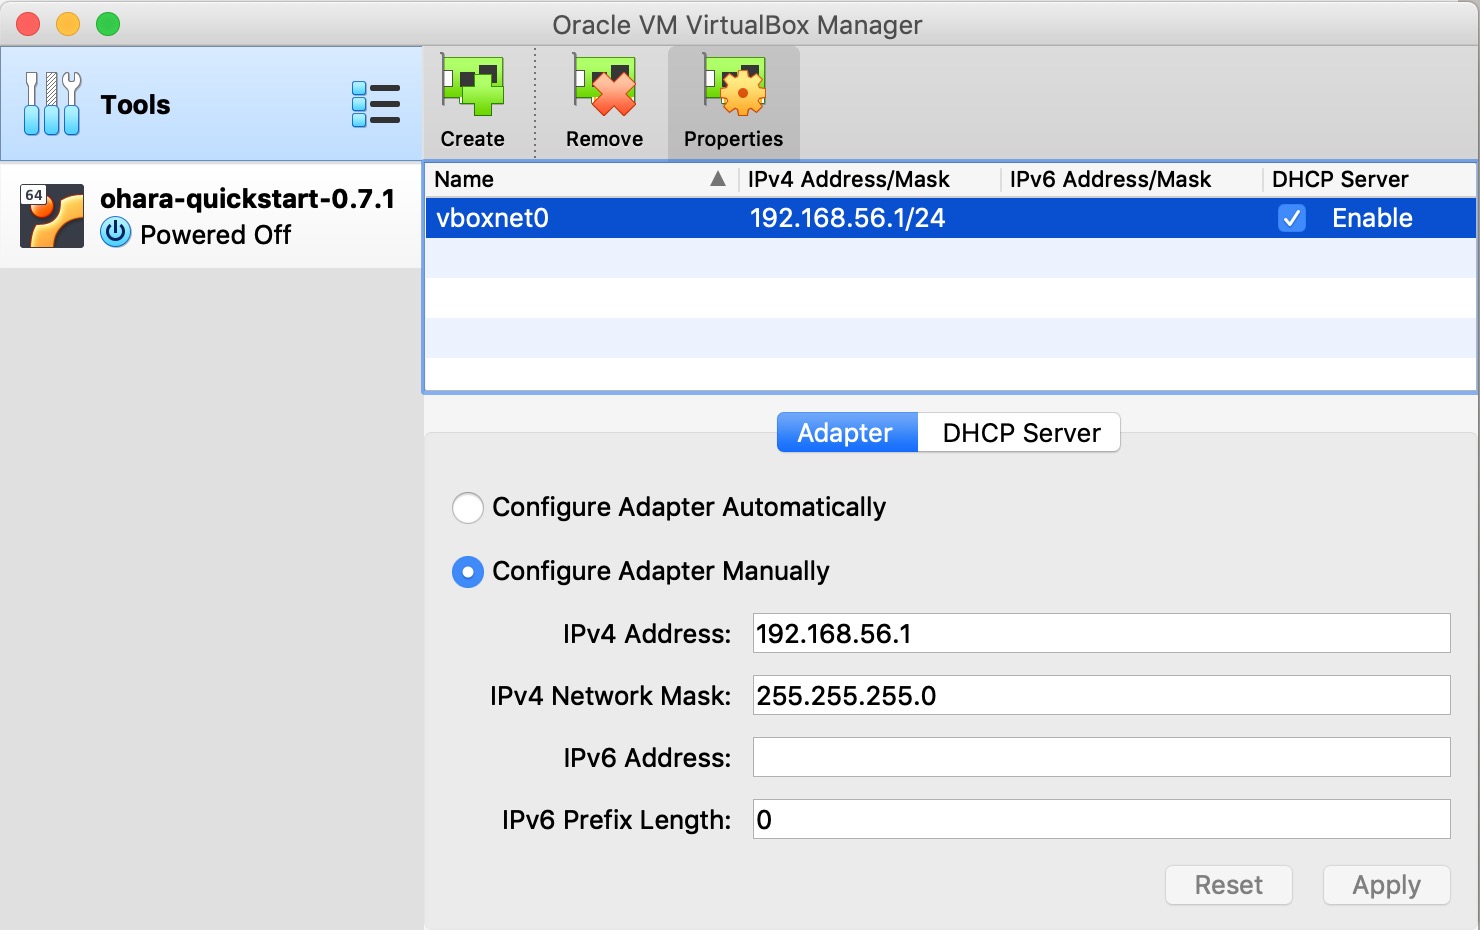 Oracle VM VirtualBox Manager
Tools
Create
Remove
Properties
64
ohara-quickstart-0.7.1
Powered Off
Name IPv4 Address/Mask IPv6 Address/Mask DHCP Server
vboxnet0 192.168.56.1/24 Enable
Adapter DHCP Server
Configure Adapter Automatically
Configure Adapter Manually
IPv4 Address: 192.168.56.1
IPv4 Network Mask: 255.255.255.0
IPv6 Address:
IPv6 Prefix Length: 0
Reset Apply